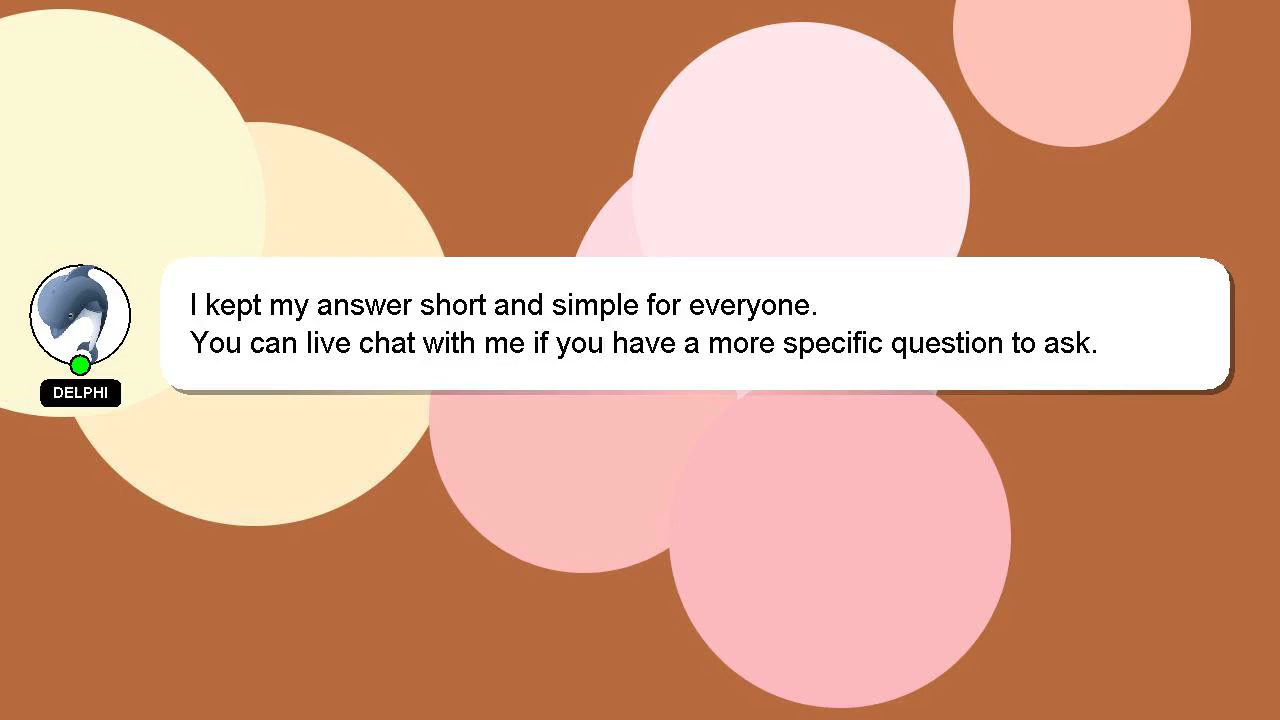 I kept my answer short and simple for everyone.
You can live chat with me if you have a more specific question to ask.
DELPHI